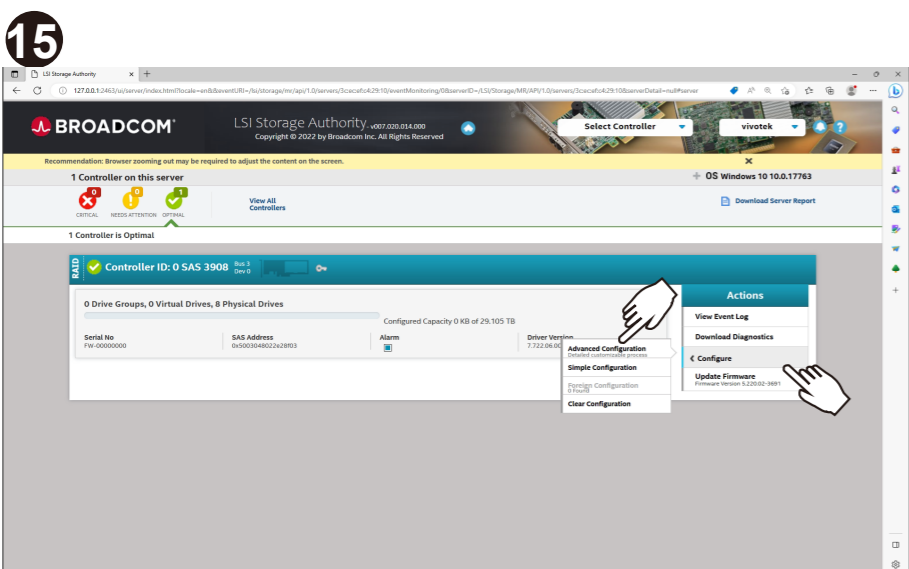 15
LSI Storage Authority
127.0.0.1:2463/ui/server/index.html?locale=en&&eventURI=/lsi/storage/mr/api/1.0/servers/3cecefc4:29:10/eventMonitoring/0&serverID=/LSI/Storage/MR/API/1.0/servers/3cecefc4:29:10&serverDetail=null#server
BROADCOM
LSI Storage Authority v007.020.014.000
Copyright © 2022 by Broadcom Inc. All Rights Reserved
Select Controller
vivotek
Recommendation: Browser zooming out may be required to adjust the content on the screen.
1 Controller on this server
OS Windows 10 10.0.17763
0
0
1
CRITICAL
NEEDS ATTENTION
OPTIMAL
View All
Controllers
Download Server Report
1 Controller is Optimal
RAID
Controller ID: 0 SAS 3908
Bus 3
Dev 0
0 Drive Groups, 0 Virtual Drives, 8 Physical Drives
Configured Capacity 0 KB of 29.105 TB
Serial No
FW-00000000
SAS Address
0x5003048022e28f03
Alarm
Driver Version
7.722.06.00
Advanced Configuration
Detailed customizable process
Simple Configuration
Foreign Configuration
0 Found
Clear Configuration
Actions
View Event Log
Download Diagnostics
Configure
Update Firmware
Firmware Version 5.220.02-3691